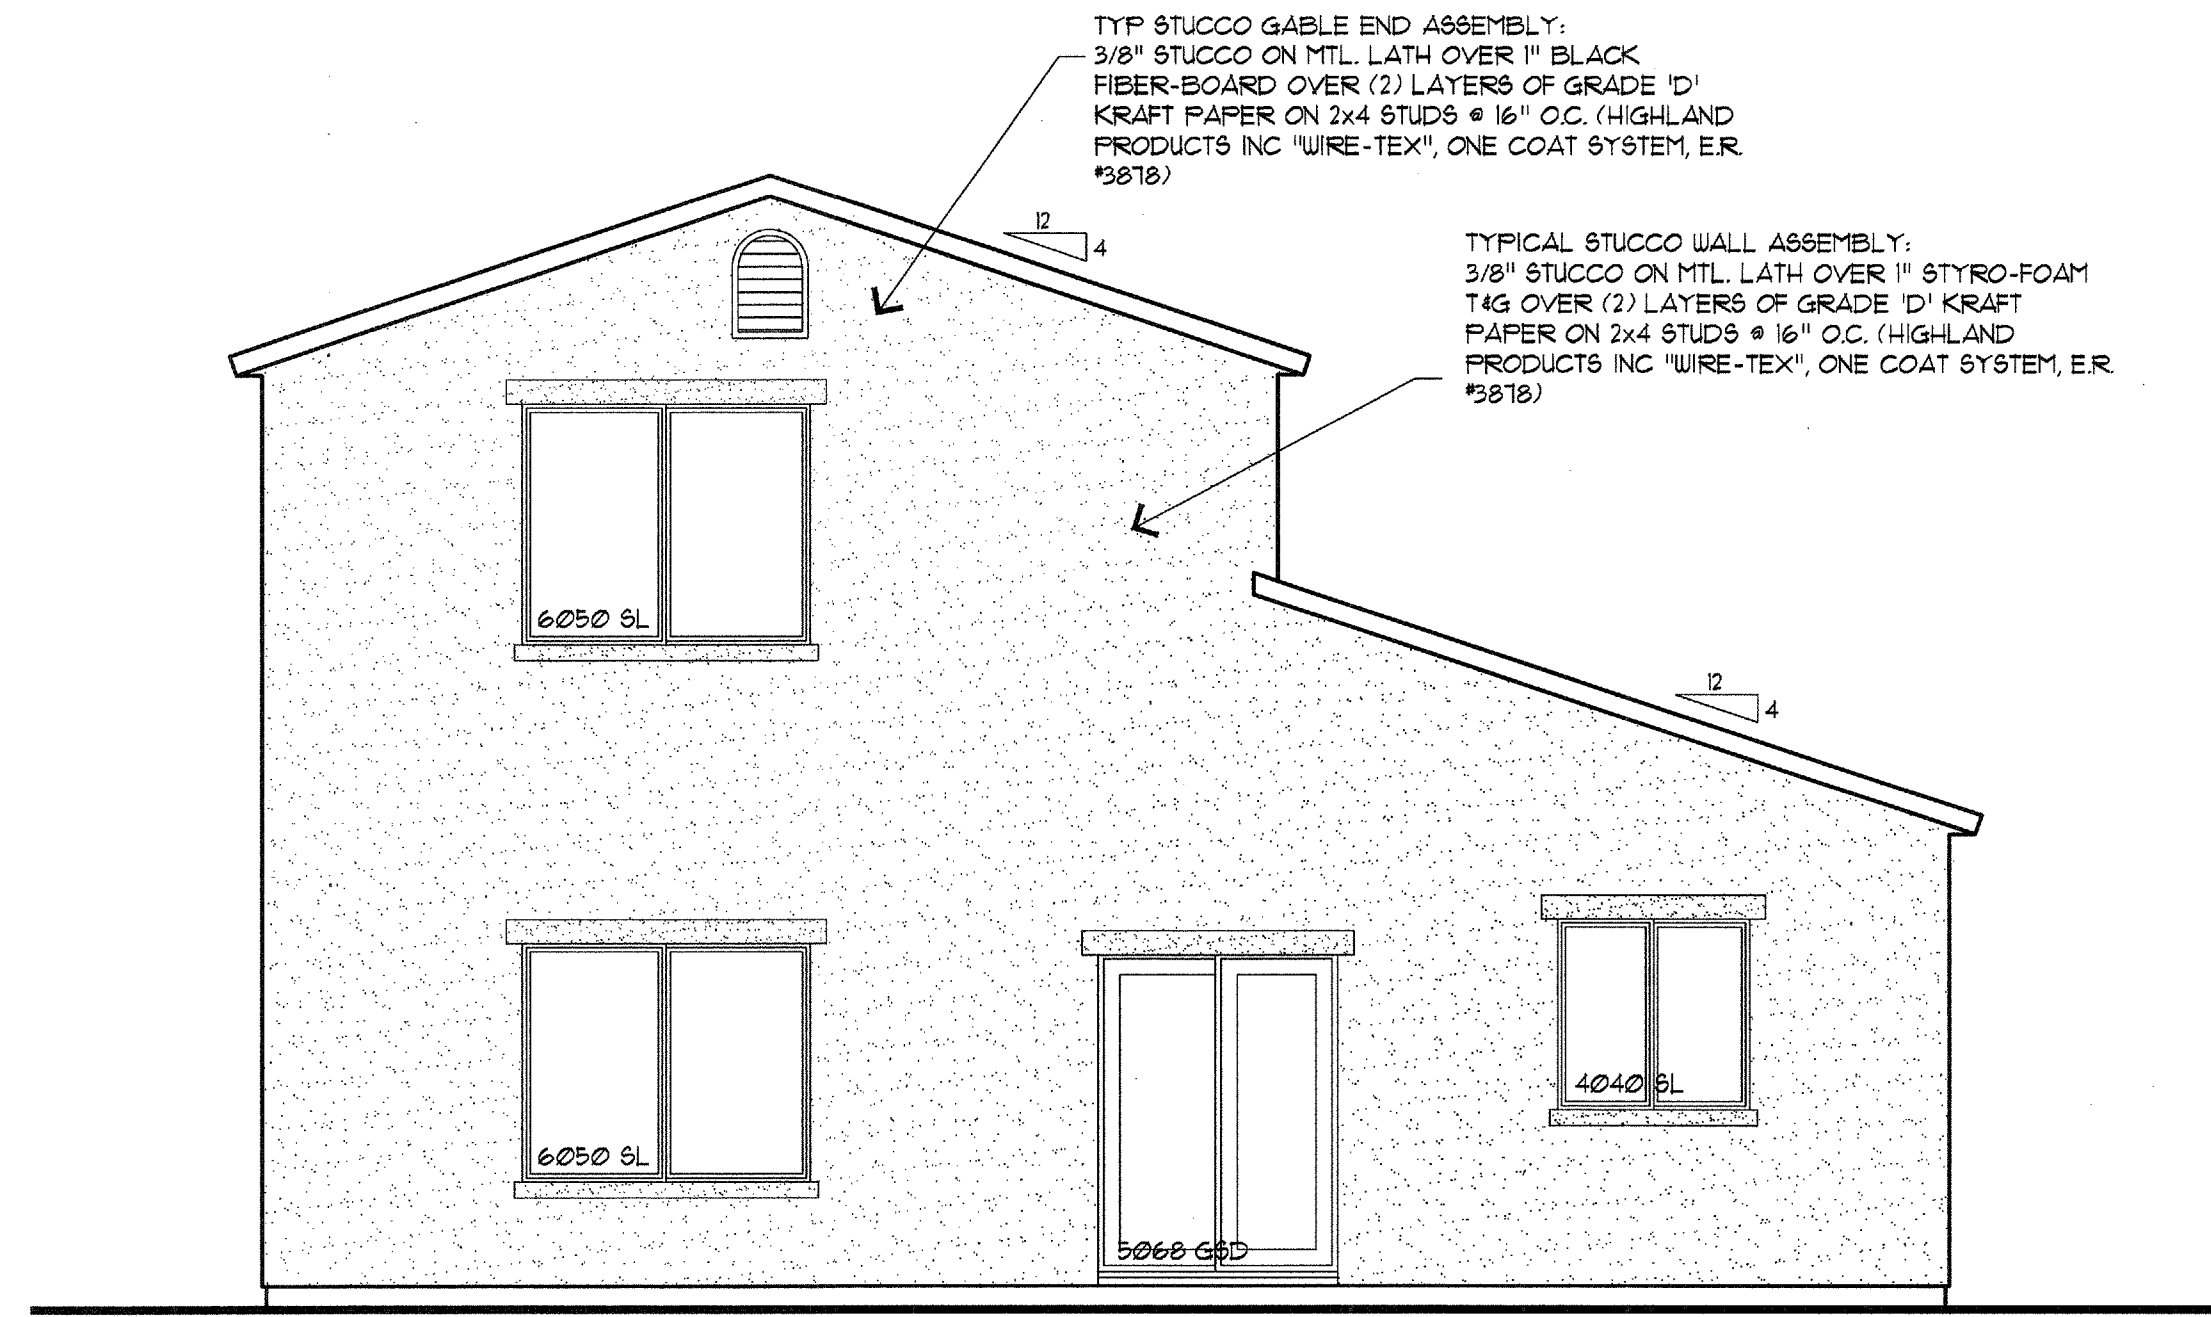 TYP STUCCO GABLE END ASSEMBLY:
3/8" STUCCO ON MTL. LATH OVER 1" BLACK
FIBER-BOARD OVER (2) LAYERS OF GRADE 'D'
KRAFT PAPER ON 2x4 STUDS @ 16" O.C. (HIGHLAND
PRODUCTS INC "WIRE-TEX", ONE COAT SYSTEM, E.R.
#3878)
12
4
TYPICAL STUCCO WALL ASSEMBLY:
3/8" STUCCO ON MTL. LATH OVER 1" STYRO-FOAM
T&G OVER (2) LAYERS OF GRADE 'D' KRAFT
PAPER ON 2x4 STUDS @ 16" O.C. (HIGHLAND
PRODUCTS INC "WIRE-TEX", ONE COAT SYSTEM, E.R.
#3878)
6050 SL
12
4
4040 SL
6050 SL
5068 GSD